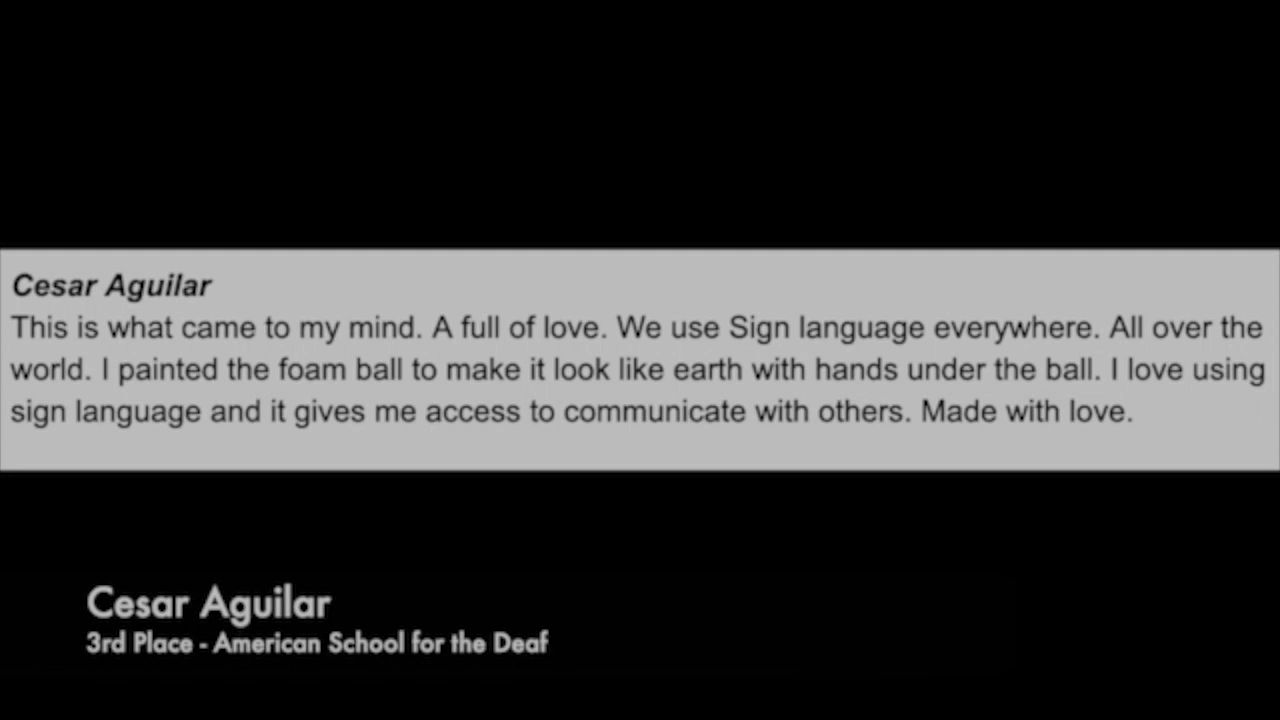 Cesar Aguilar
This is what came to my mind. A full of love. We use Sign language everywhere. All over the
world. I painted the foam ball to make it look like earth with hands under the ball. I love using
sign language and it gives me access to communicate with others. Made with love.
Cesar Aguilar
3rd Place - American School for the Deaf